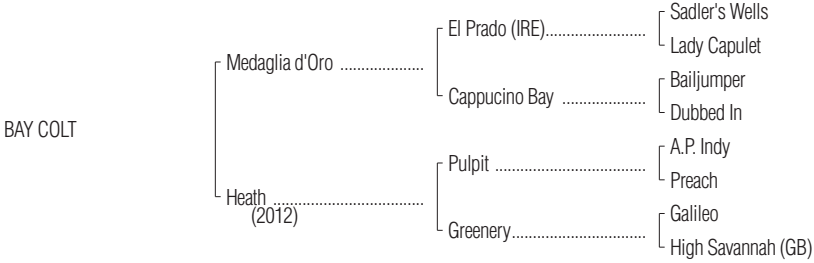 Sadler's Wells
El Prado (IRE)........................
Lady Capulet
Medaglia d'Oro ....................
Bailjumper
Cappucino Bay ....................
Dubbed In
BAY COLT
A.P. Indy
Pulpit ....................................
Preach
Heath ....................................
(2012)
Galileo
Greenery................................
High Savannah (GB)